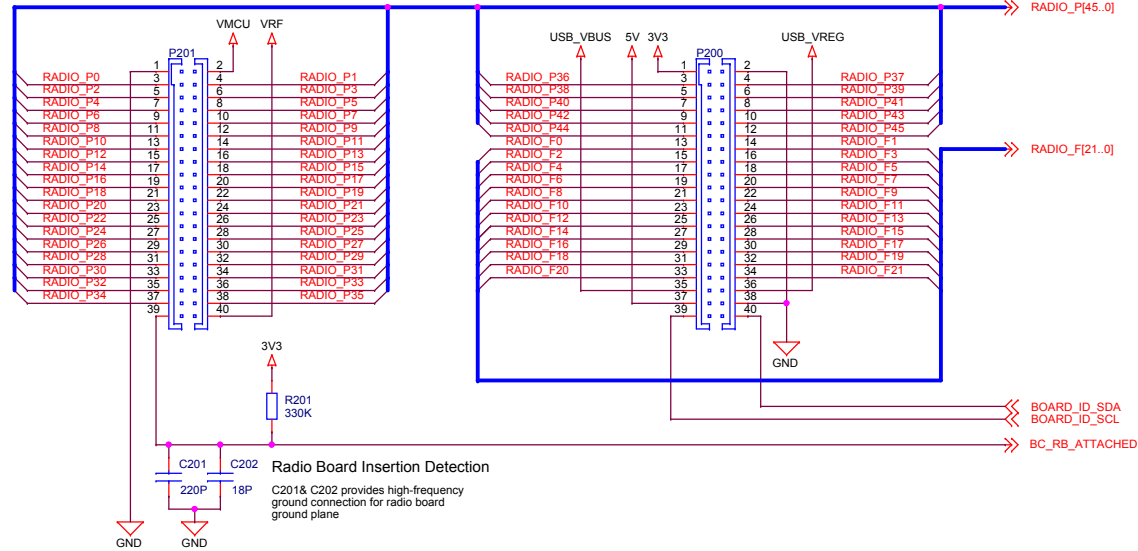 RADIO_P[45..0]
VMCU VRF
USB_VBUS 5V 3V3 USB_VREG
P201 P200
1 2 1 2
RADIO_P0 3 4 RADIO_P1 RADIO_P36 3 4 RADIO_P37
RADIO_P2 5 6 RADIO_P3 RADIO_P38 5 6 RADIO_P39
RADIO_P4 7 8 RADIO_P5 RADIO_P40 7 8 RADIO_P41
RADIO_P6 9 10 RADIO_P7 RADIO_P42 9 10 RADIO_P43
RADIO_P8 11 12 RADIO_P9 RADIO_P44 11 12 RADIO_P45
RADIO_P10 13 14 RADIO_P11 RADIO_F0 13 14 RADIO_F1 RADIO_F[21..0]
RADIO_P12 15 16 RADIO_P13 RADIO_F2 15 16 RADIO_F3
RADIO_P14 17 18 RADIO_P15 RADIO_F4 17 18 RADIO_F5
RADIO_P16 19 20 RADIO_P17 RADIO_F6 19 20 RADIO_F7
RADIO_P18 21 22 RADIO_P19 RADIO_F8 21 22 RADIO_F9
RADIO_P20 23 24 RADIO_P21 RADIO_F10 23 24 RADIO_F11
RADIO_P22 25 26 RADIO_P23 RADIO_F12 25 26 RADIO_F13
RADIO_P24 27 28 RADIO_P25 RADIO_F14 27 28 RADIO_F15
RADIO_P26 29 30 RADIO_P27 RADIO_F16 29 30 RADIO_F17
RADIO_P28 31 32 RADIO_P29 RADIO_F18 31 32 RADIO_F19
RADIO_P30 33 34 RADIO_P31 RADIO_F20 33 34 RADIO_F21
RADIO_P32 35 36 RADIO_P33 35 36
RADIO_P34 37 38 RADIO_P35 37 38
39 40 39 40
3V3
GND
R201
330K
BOARD_ID_SDA
BOARD_ID_SCL
BC_RB_ATTACHED
C201 C202 Radio Board Insertion Detection
220P 18P
C201& C202 provides high-frequency
ground connection for radio board
ground plane
GND GND